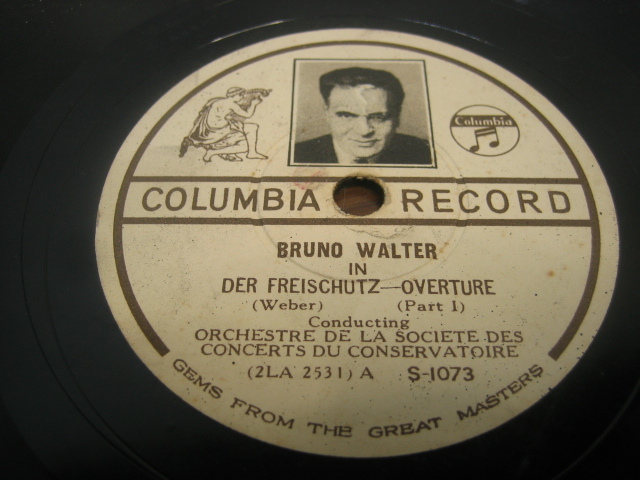 Columbia
COLUMBIA RECORD
BRUNO WALTER
IN
DER FREISCHUTZ—OVERTURE
(Weber) (Part 1)
Conducting
ORCHESTRE DE LA SOCIETE DES
CONCERTS DU CONSERVATOIRE
(2LA 2531) A S-1073
GEMS FROM THE GREAT MASTERS